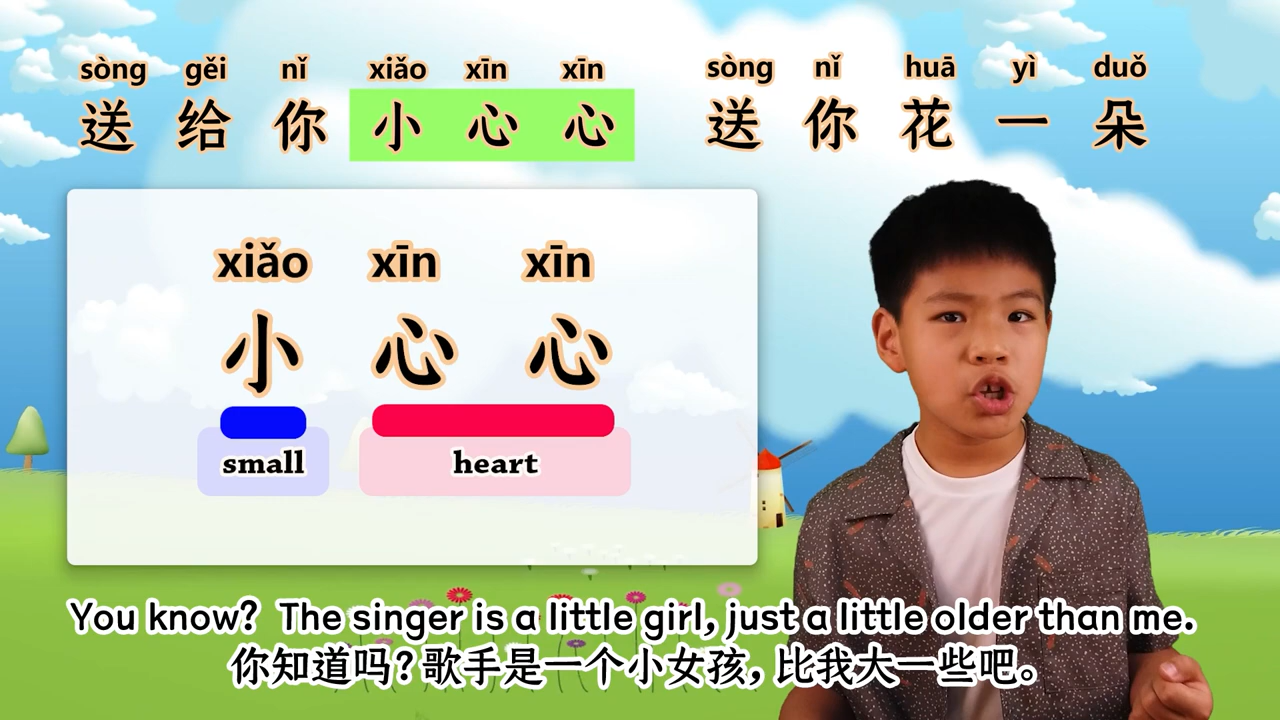 sòng gěi nǐ xiǎo xīn xīn sòng nǐ huā yì duǒ
送给你小心心 送你花一朵
xiǎo xīn xīn
小心心
small heart
You know? The singer is a little girl, just a little older than me.
你知道吗？歌手是一个小女孩，比我大一些吧。